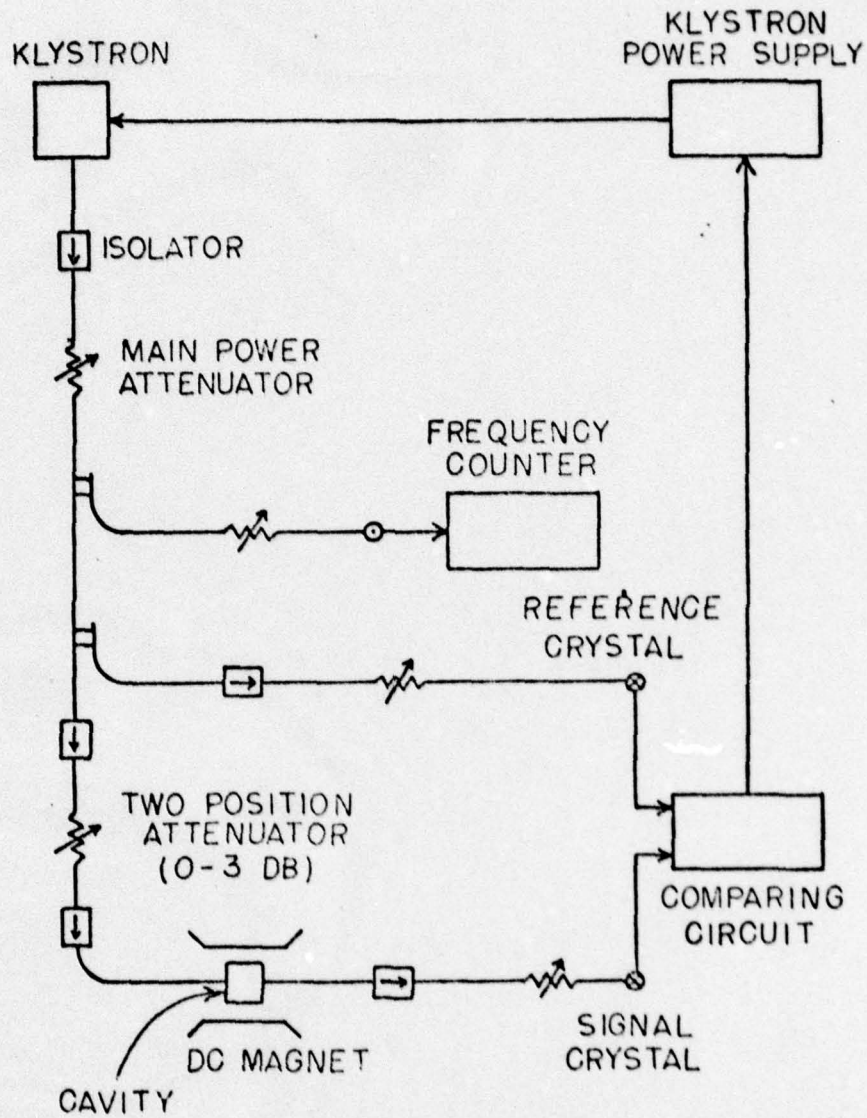 KLYSTRON
KLYSTRON
POWER SUPPLY
ISOLATOR
MAIN POWER
ATTENUATOR
FREQUENCY
COUNTER
REFERENCE
CRYSTAL
TWO POSITION
ATTENUATOR
(0-3 DB)
COMPARING
CIRCUIT
DC MAGNET
SIGNAL
CRYSTAL
CAVITY